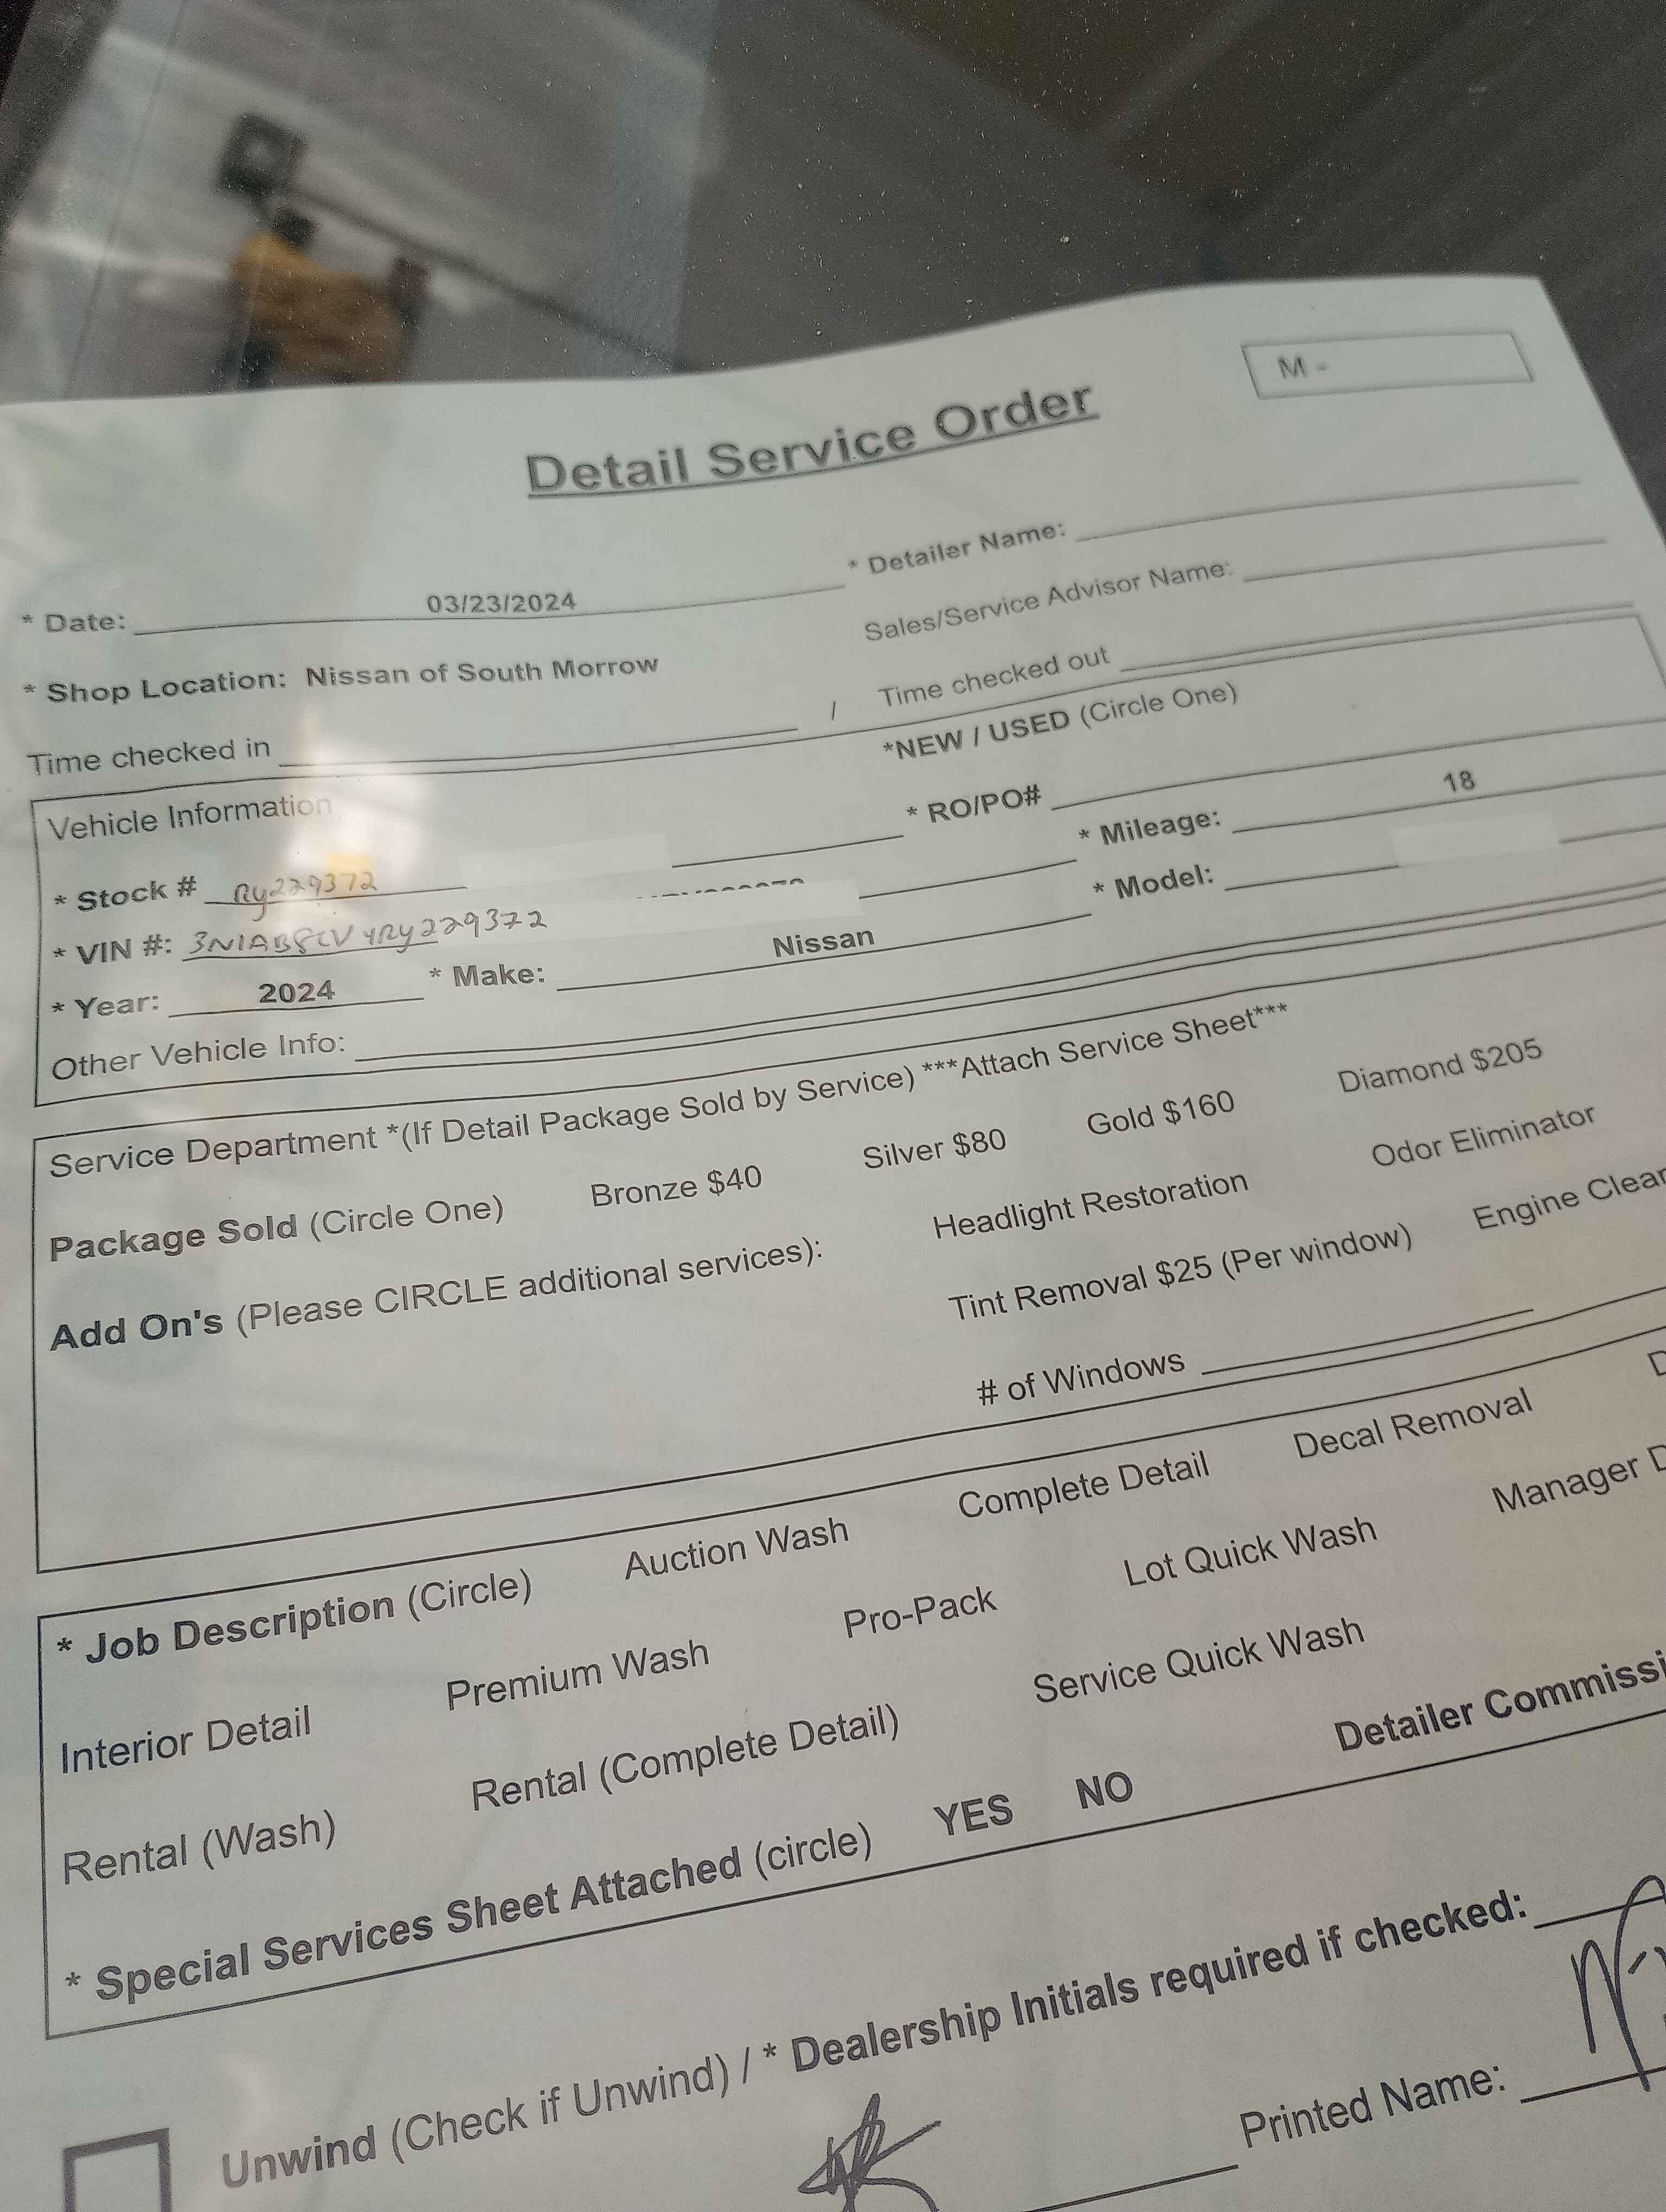 M -
Detail Service Order
* Date: 03/23/2024 * Detailer Name:
* Shop Location: Nissan of South Morrow Sales/Service Advisor Name:
Time checked in / Time checked out
Vehicle Information *NEW / USED (Circle One)
* Stock # Ry229372 * RO/PO#
* VIN #: 3N1AB8CV4Ry229372 * Mileage: 18
* Year: 2024 * Make: Nissan * Model:
Other Vehicle Info:
Service Department *(If Detail Package Sold by Service) ***Attach Service Sheet***
Package Sold (Circle One) Bronze $40 Silver $80 Gold $160 Diamond $205
Add On's (Please CIRCLE additional services): Headlight Restoration Odor Eliminator
Tint Removal $25 (Per window) Engine Clear
# of Windows
* Job Description (Circle) Auction Wash Complete Detail Decal Removal D
Interior Detail Premium Wash Pro-Pack Lot Quick Wash Manager D
Rental (Wash) Rental (Complete Detail) Service Quick Wash
* Special Services Sheet Attached (circle) YES NO Detailer Commissi
Unwind (Check if Unwind) / * Dealership Initials required if checked:
Printed Name: